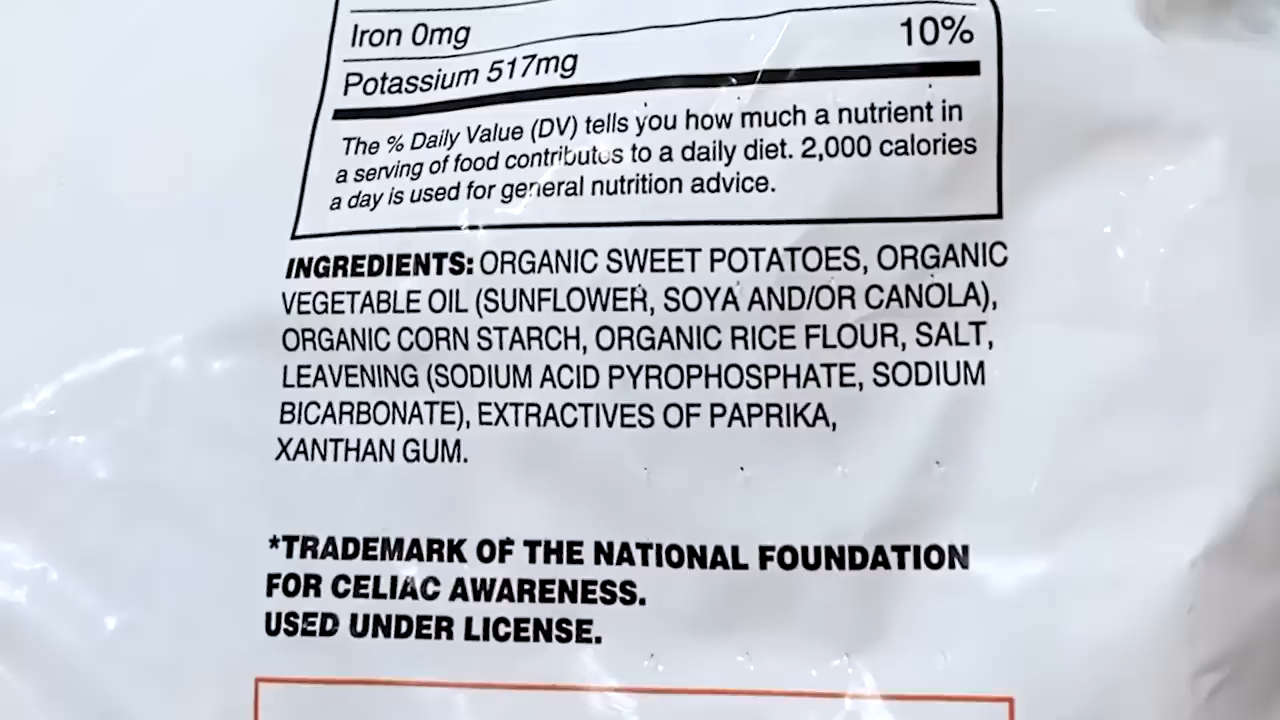 Iron 0mg
Potassium 517mg 10%
The % Daily Value (DV) tells you how much a nutrient in
a serving of food contributes to a daily diet. 2,000 calories
a day is used for general nutrition advice.
INGREDIENTS: ORGANIC SWEET POTATOES, ORGANIC
VEGETABLE OIL (SUNFLOWER, SOYA AND/OR CANOLA),
ORGANIC CORN STARCH, ORGANIC RICE FLOUR, SALT,
LEAVENING (SODIUM ACID PYROPHOSPHATE, SODIUM
BICARBONATE), EXTRACTIVES OF PAPRIKA,
XANTHAN GUM.
*TRADEMARK OF THE NATIONAL FOUNDATION
FOR CELIAC AWARENESS.
USED UNDER LICENSE.